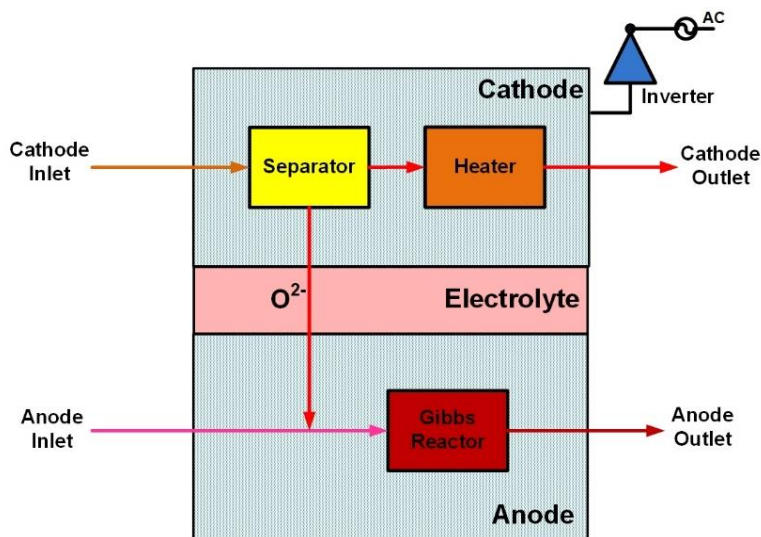 AC
Cathode
Inverter
Cathode
Inlet
Separator
Heater
Cathode
Outlet
O²⁻
Electrolyte
Anode
Inlet
Gibbs
Reactor
Anode
Outlet
Anode